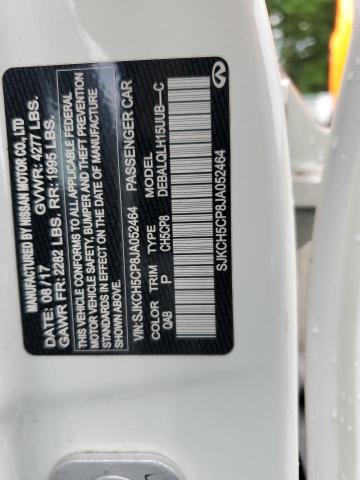 MANUFACTURED BY NISSAN MOTOR CO., LTD
DATE: 08 /17 GVWR: 4277 LBS.
GAWR FR: 2282 LBS. RR: 1995 LBS.
THIS VEHICLE CONFORMS TO ALL APPLICABLE FEDERAL
MOTOR VEHICLE SAFETY, BUMPER AND THEFT PREVENTION
STANDARDS IN EFFECT ON THE DATE OF MANUFACTURE
SHOWN ABOVE.
VIN: SJKCH5CP8JA052464 PASSENGER CAR
COLOR TRIM TYPE MODEL
QAB P CH5CP8 DEBALQLH15UUB—C
SJKCH5CP8JA052464